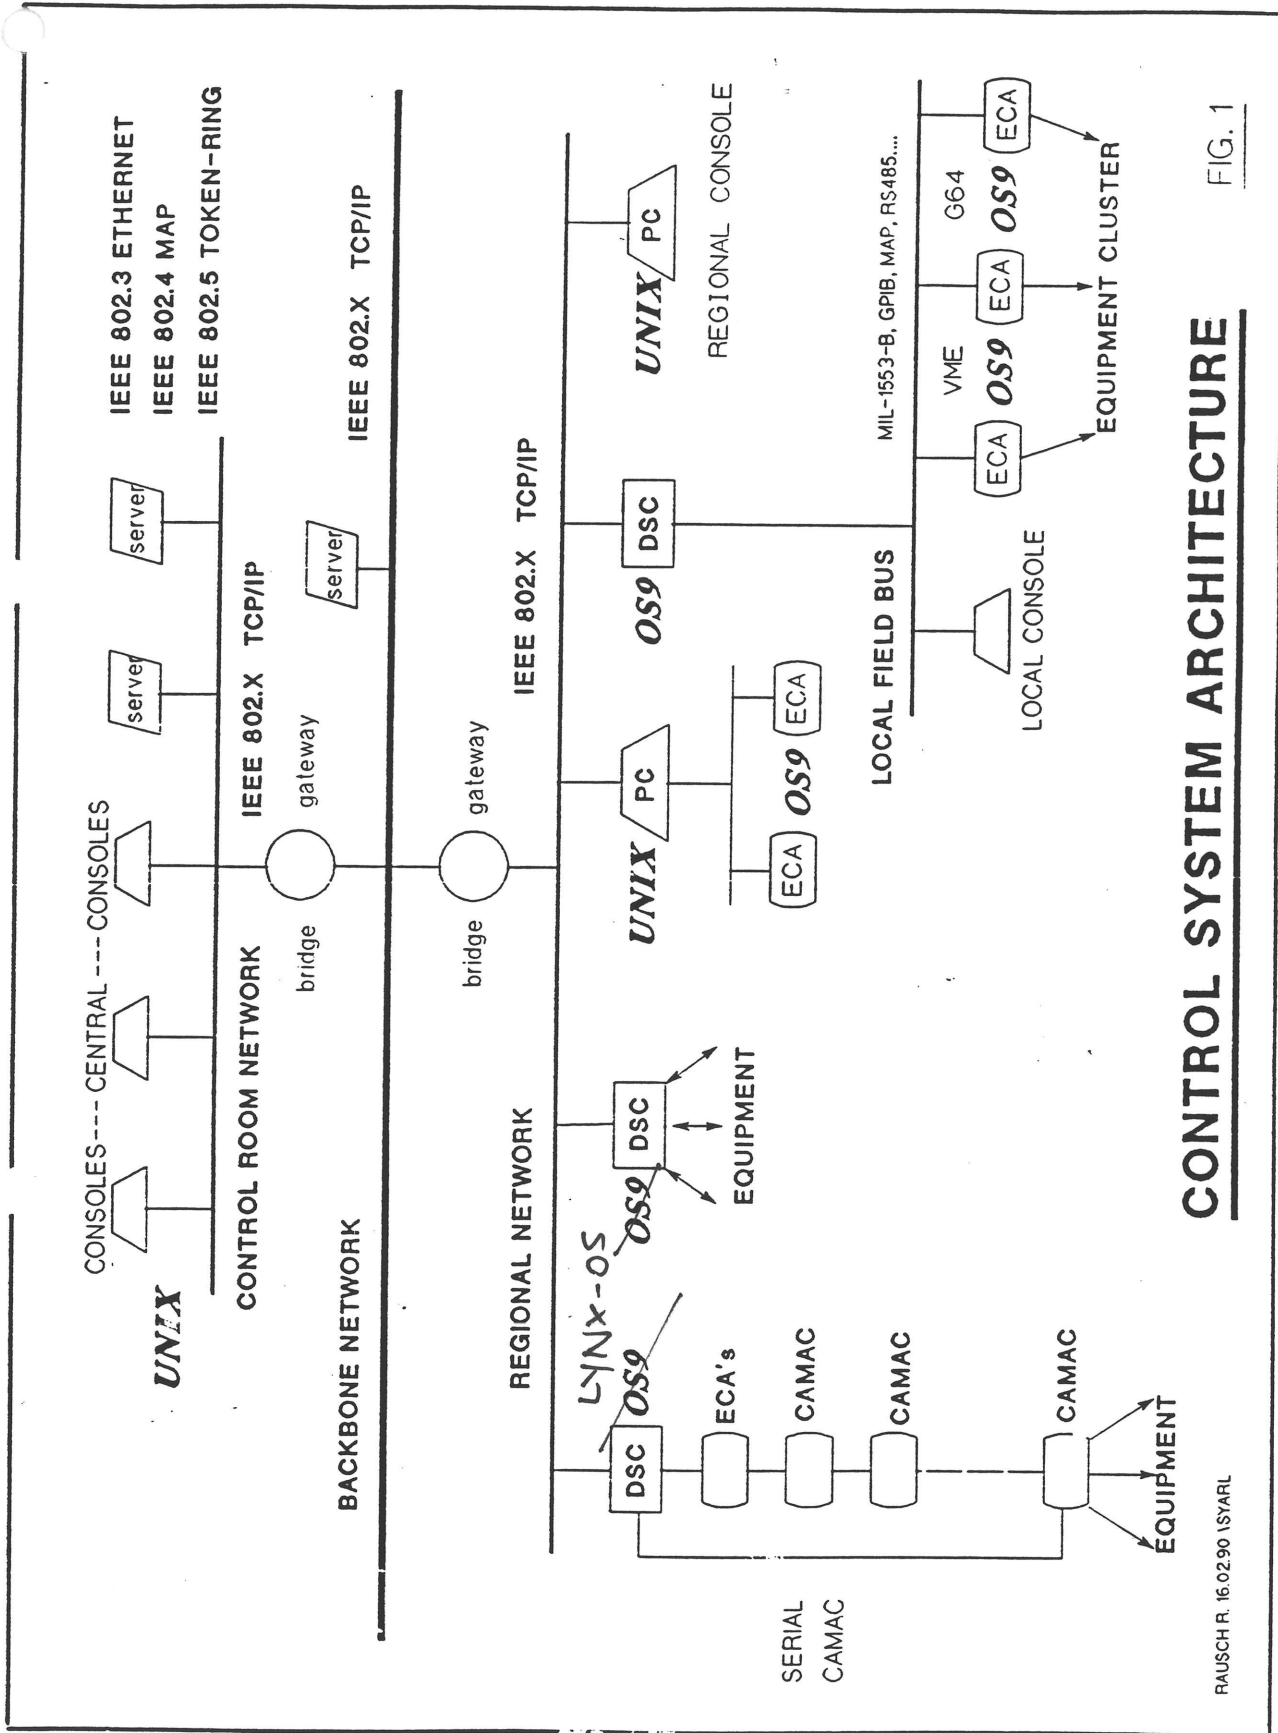 CONSOLES----CENTRAL----CONSOLES
server
server
IEEE 802.3 ETHERNET
IEEE 802.4 MAP
IEEE 802.5 TOKEN-RING
UNIX
CONTROL ROOM NETWORK
IEEE 802.X TCP/IP
bridge
gateway
server
IEEE 802.X TCP/IP
BACKBONE NETWORK
bridge
gateway
REGIONAL NETWORK
IEEE 802.X TCP/IP
LYNX-OS
DSC
OS9
OS9
DSC
UNIX
PC
OS9
DSC
UNIX
PC
REGIONAL CONSOLE
ECA's
EQUIPMENT
ECA
OS9
ECA
SERIAL
CAMAC
CAMAC
CAMAC
CAMAC
EQUIPMENT
LOCAL FIELD BUS
MIL-1553-B, GPIB, MAP, RS485....
VME
G64
ECA
OS9
ECA
OS9
ECA
LOCAL CONSOLE
EQUIPMENT CLUSTER
CONTROL SYSTEM ARCHITECTURE
FIG. 1
RAUSCH R. 16.02.90 \SYARL